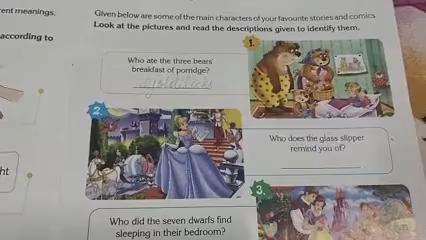 rent meanings.
according to
ht
Given below are some of the main characters of your favourite stories and comics.
Look at the pictures and read the descriptions given to identify them.
1.
Who ate the three bears'
breakfast of porridge?
goldilocks
2.
Who does the glass slipper
remind you of?
3.
Who did the seven dwarfs find
sleeping in their bedroom?